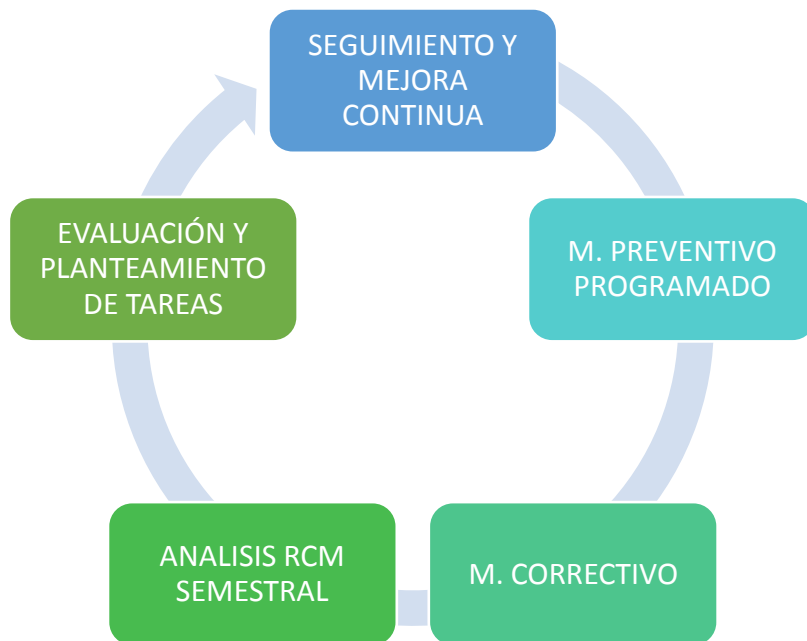 SEGUIMIENTO Y
MEJORA
CONTINUA
M. PREVENTIVO
PROGRAMADO
M. CORRECTIVO
ANALISIS RCM
SEMESTRAL
EVALUACIÓN Y
PLANTEAMIENTO
DE TAREAS